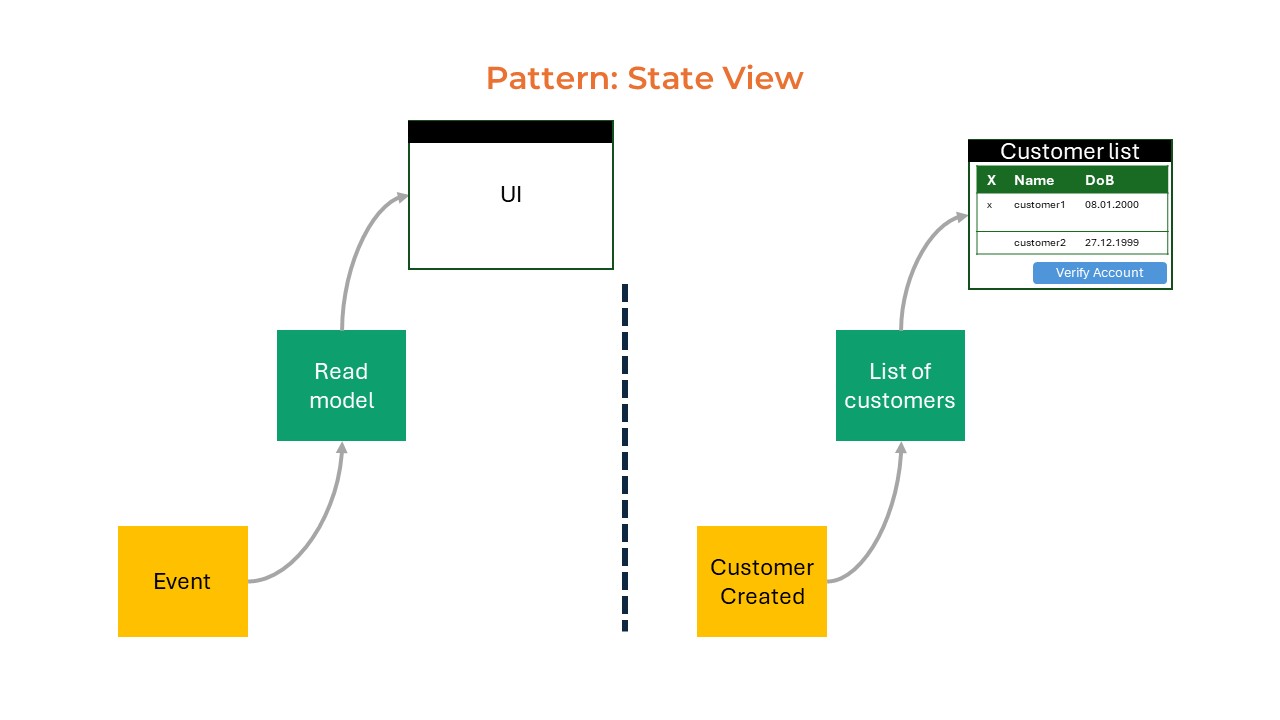 Pattern: State View
UI
Read
model
Event
Customer list
X Name DoB
x customer1 08.01.2000
customer2 27.12.1999
Verify Account
List of
customers
Customer
Created